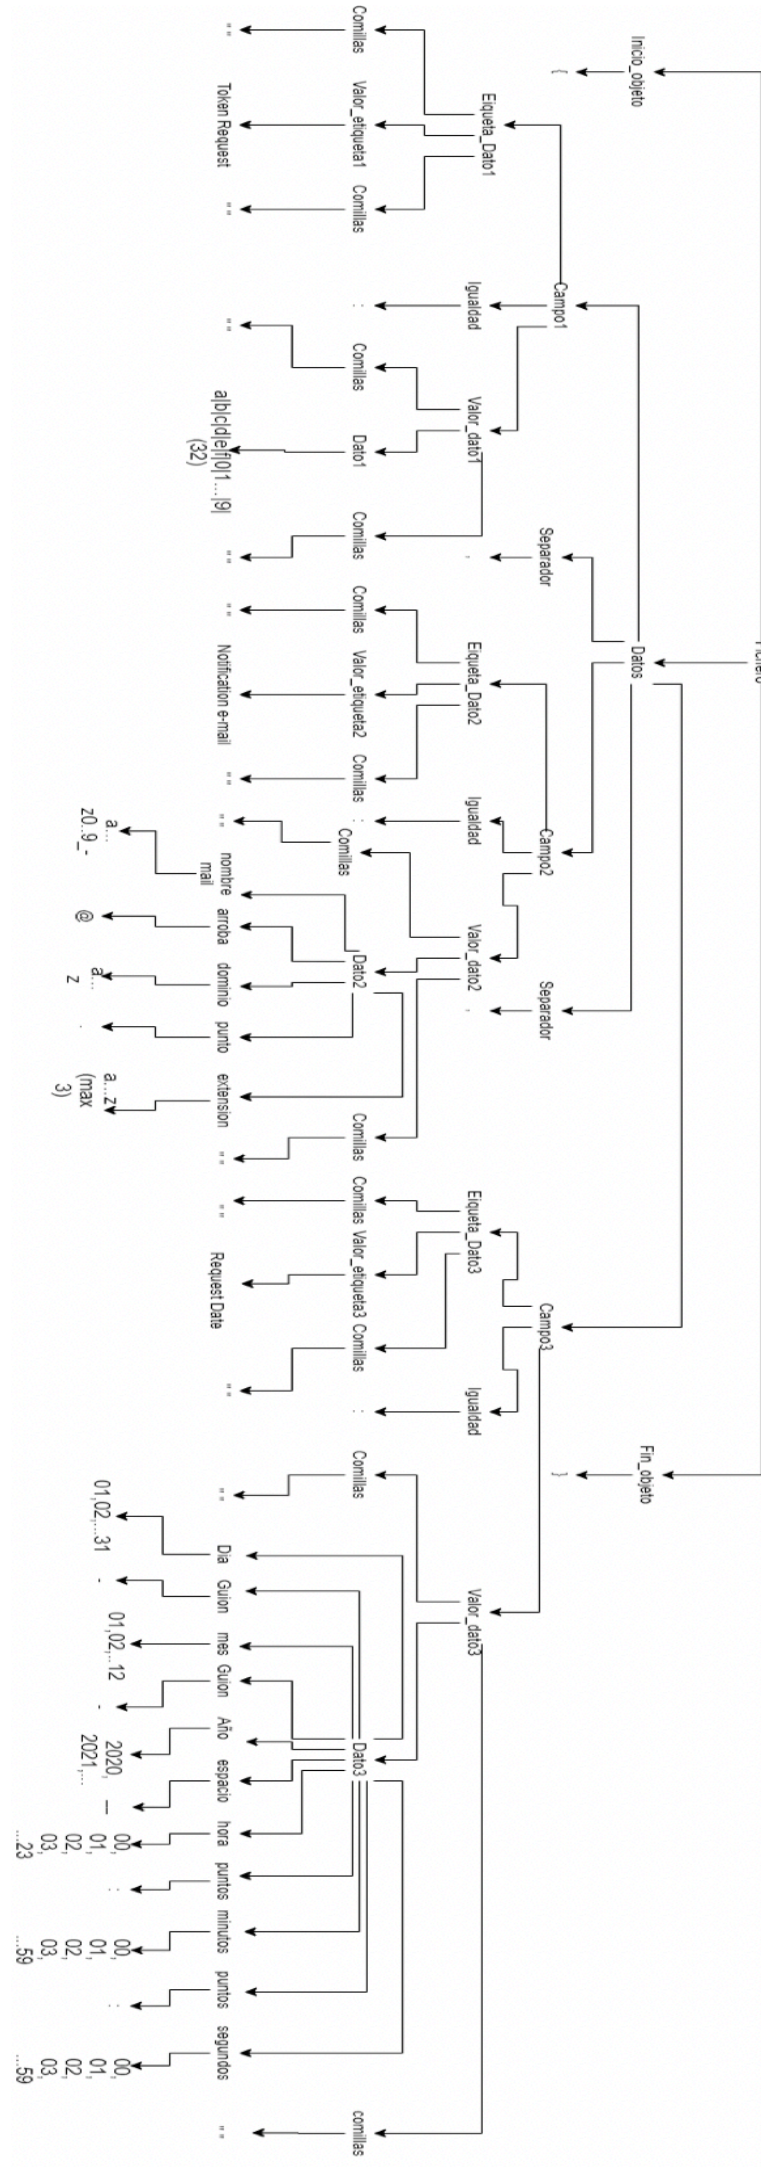 Fichero
Inicio_objeto
Datos
Fin_objeto
{
Campo1
Separador
Campo2
Separador
Campo3
}
Eiqueta_Dato1
Igualdad
Valor_dato1
,
Eiqueta_Dato2
Igualdad
Valor_dato2
,
Eiqueta_Dato3
Igualdad
Valor_dato3
Comillas
Valor_etiqueta1
Comillas
:
Comillas
Dato1
Comillas
Comillas
Valor_etiqueta2
Comillas
:
Comillas
Dato2
Comillas
Comillas
Valor_etiqueta3
Comillas
:
Comillas
Dato3
comillas
" "
Token Request
" "
" "
a|b|c|d|e|f|0|1...|9|
(32)
" "
" "
Notification e-mail
" "
" "
nombre
mail
arroba
dominio
punto
extension
" "
" "
Request Date
" "
" "
Dia
Guion
mes
Guion
Año
espacio
hora
puntos
minutos
puntos
segundos
" "
a...
z0..9_-
@
a...
z
.
a...z
(max
3)
01,02,...31
-
01,02,..12
-
2020,
2021,...
—
00,
01,
02,
03,
...23
:
00,
01,
02,
03,
...59
:
00,
01,
02,
03,
...59